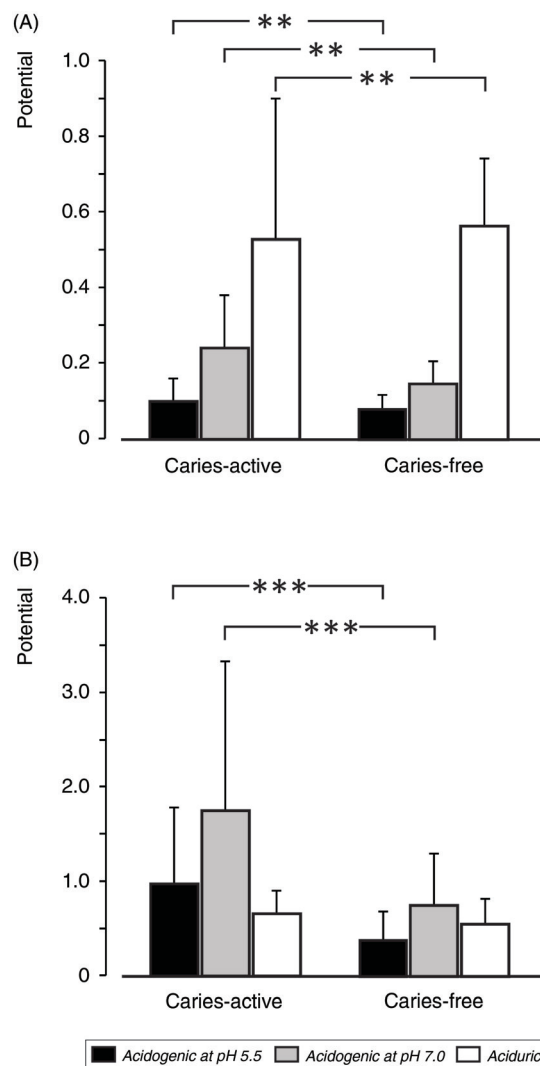 (A)
**
**
**
Potential
1.0
0.8
0.6
0.4
0.2
0
Caries-active Caries-free
(B)
***
***
Potential
4.0
3.0
2.0
1.0
0
Caries-active Caries-free
Acidogenic at pH 5.5 Acidogenic at pH 7.0 Aciduric